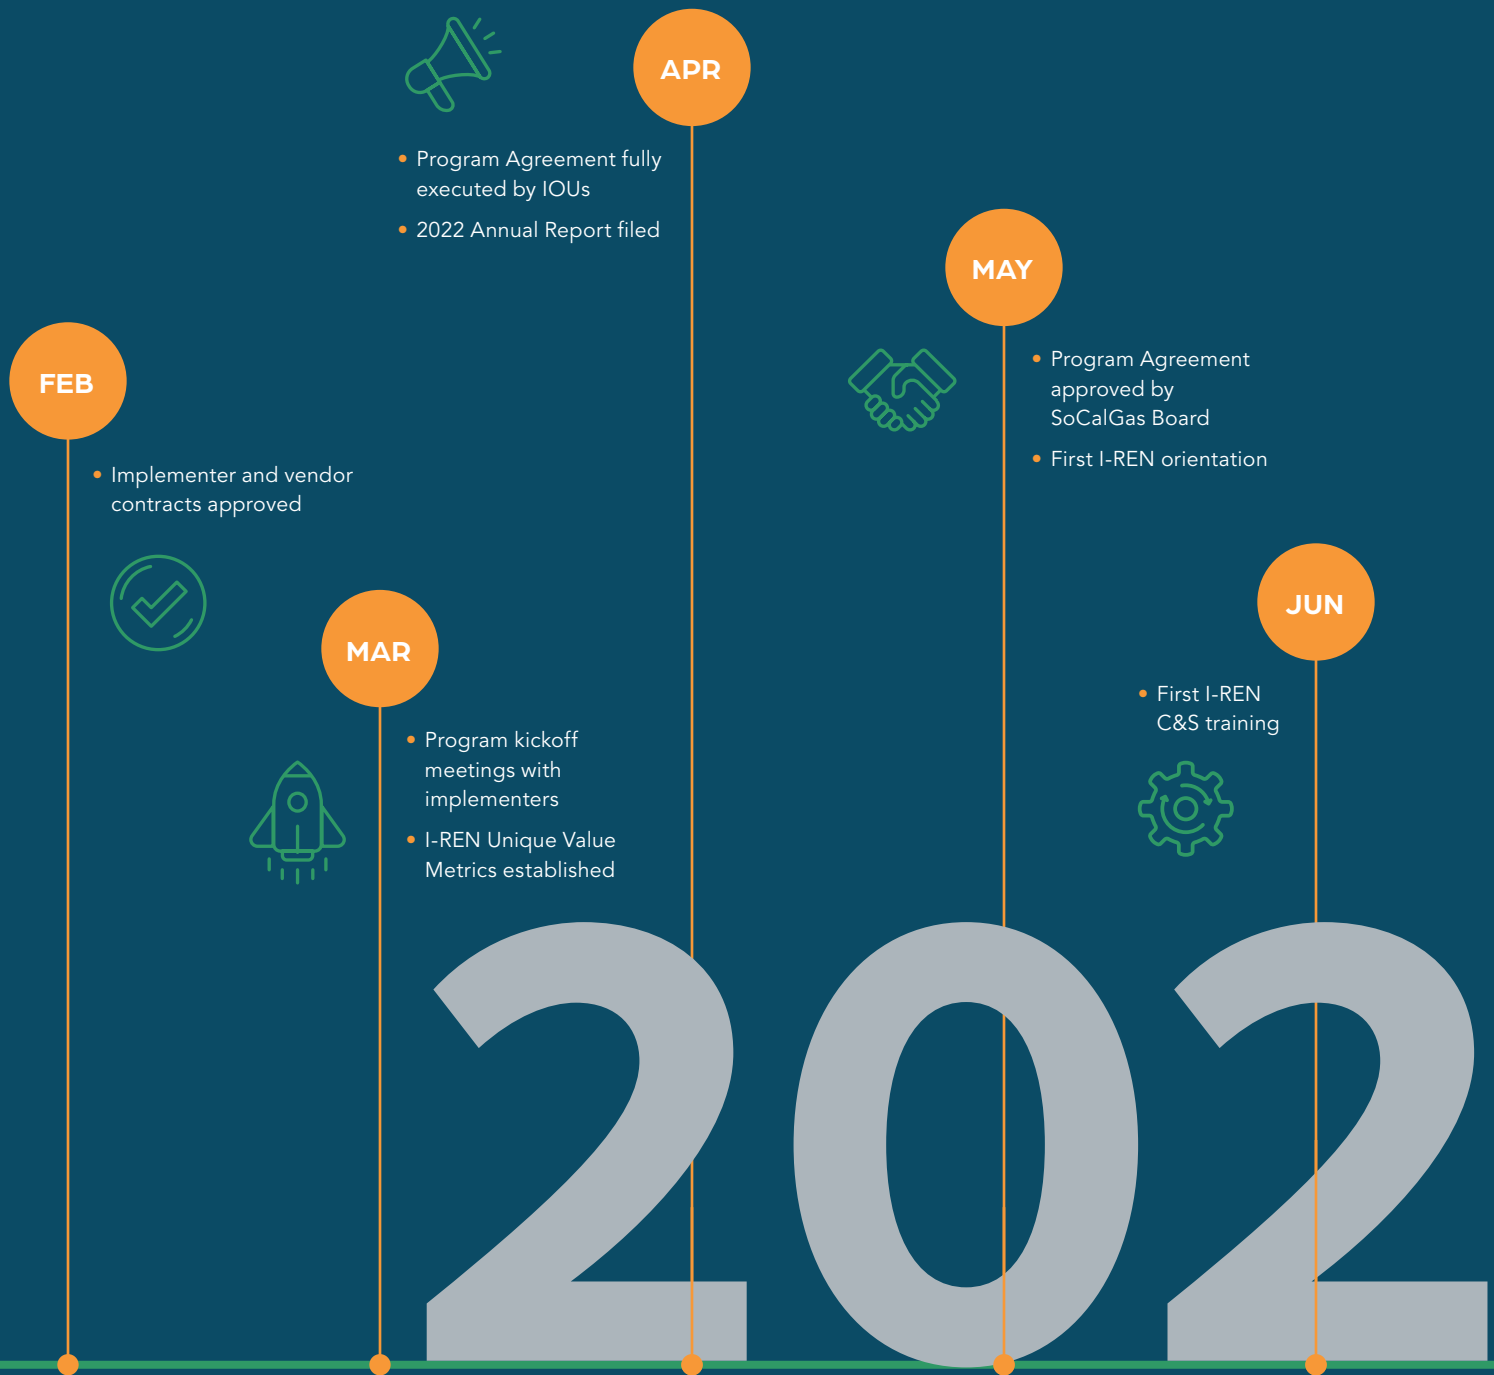 FEB
• Implementer and vendor
contracts approved
MAR
• Program kickoff
meetings with
implementers
• I-REN Unique Value
Metrics established
APR
• Program Agreement fully
executed by IOUs
• 2022 Annual Report filed
MAY
• Program Agreement
approved by
SoCalGas Board
• First I-REN orientation
JUN
• First I-REN
C&S training
202